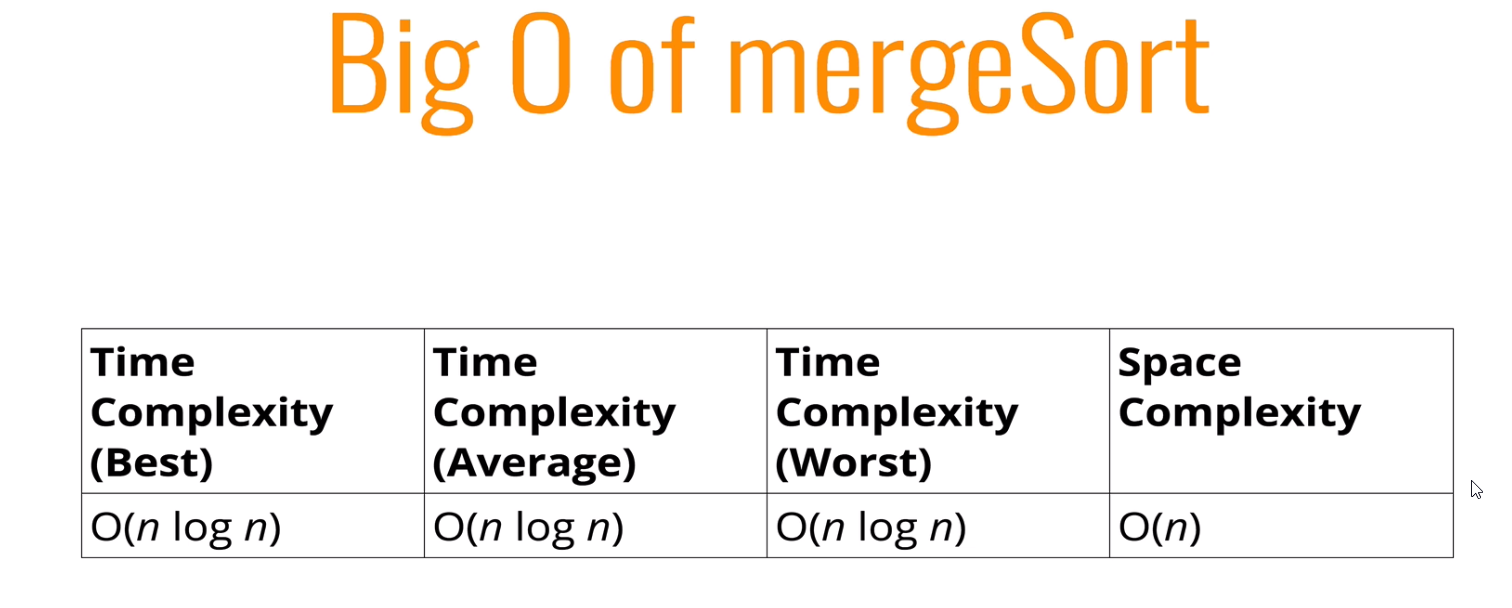 Big O of mergeSort
Time Complexity (Best)
Time Complexity (Average)
Time Complexity (Worst)
Space Complexity
O(n log n)
O(n log n)
O(n log n)
O(n)